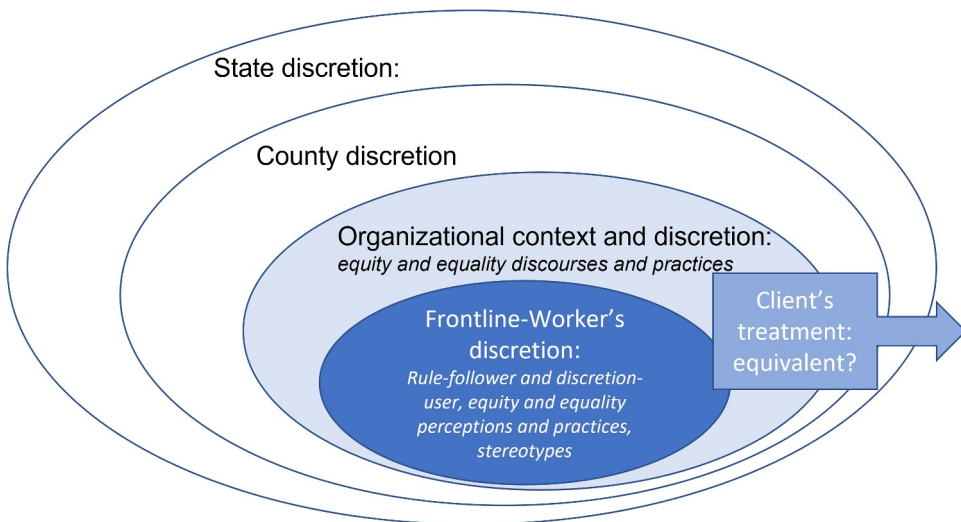 State discretion:
County discretion
Organizational context and discretion:
equity and equality discourses and practices
Frontline-Worker’s
discretion:
Rule-follower and discretion-
user, equity and equality
perceptions and practices,
stereotypes
Client’s
treatment:
equivalent?